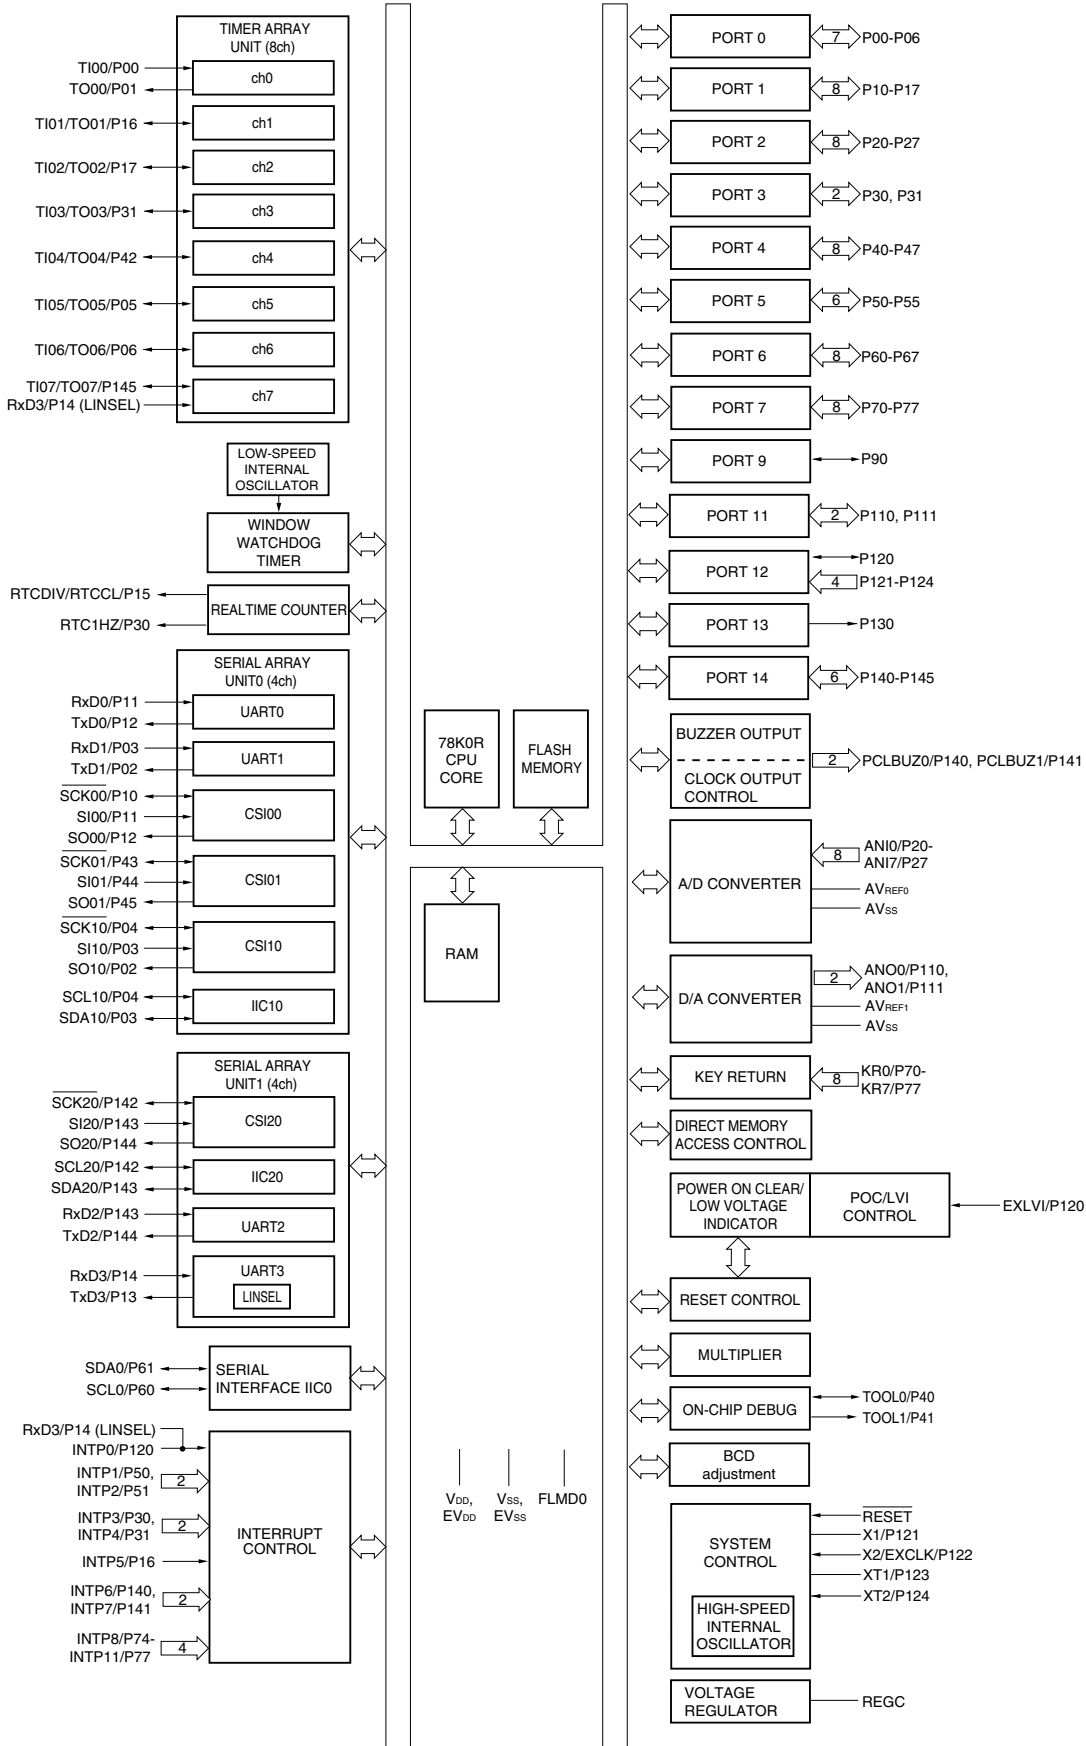 TIMER ARRAY
UNIT (8ch)
TI00/P00
TO00/P01
ch0
TI01/TO01/P16
ch1
TI02/TO02/P17
ch2
TI03/TO03/P31
ch3
TI04/TO04/P42
ch4
TI05/TO05/P05
ch5
TI06/TO06/P06
ch6
TI07/TO07/P145
RxD3/P14 (LINSEL)
ch7
LOW-SPEED
INTERNAL
OSCILLATOR
WINDOW
WATCHDOG
TIMER
RTCDIV/RTCCL/P15
RTC1HZ/P30
REALTIME COUNTER
SERIAL ARRAY
UNIT0 (4ch)
RxD0/P11
TxD0/P12
UART0
RxD1/P03
TxD1/P02
UART1
SCK00/P10
SI00/P11
SO00/P12
CSI00
SCK01/P43
SI01/P44
SO01/P45
CSI01
SCK10/P04
SI10/P03
SO10/P02
CSI10
SCL10/P04
SDA10/P03
IIC10
SERIAL ARRAY
UNIT1 (4ch)
SCK20/P142
SI20/P143
SO20/P144
CSI20
SCL20/P142
SDA20/P143
IIC20
RxD2/P143
TxD2/P144
UART2
RxD3/P14
TxD3/P13
UART3
LINSEL
SDA0/P61
SCL0/P60
SERIAL
INTERFACE IIC0
RxD3/P14 (LINSEL)
INTP0/P120
INTP1/P50,
INTP2/P51
2
INTP3/P30,
INTP4/P31
2
INTP5/P16
INTP6/P140,
INTP7/P141
2
INTP8/P74-
INTP11/P77
4
INTERRUPT
CONTROL
78K0R
CPU
CORE
FLASH
MEMORY
RAM
VDD,
EVDD
VSS,
EVSS
FLMD0
PORT 0
7
P00-P06
PORT 1
8
P10-P17
PORT 2
8
P20-P27
PORT 3
2
P30, P31
PORT 4
8
P40-P47
PORT 5
6
P50-P55
PORT 6
8
P60-P67
PORT 7
8
P70-P77
PORT 9
P90
PORT 11
2
P110, P111
PORT 12
P120
4
P121-P124
PORT 13
P130
PORT 14
6
P140-P145
BUZZER OUTPUT
CLOCK OUTPUT
CONTROL
2
PCLBUZ0/P140, PCLBUZ1/P141
A/D CONVERTER
8
ANI0/P20-
ANI7/P27
AVREF0
AVSS
D/A CONVERTER
2
ANO0/P110,
ANO1/P111
AVREF1
AVSS
KEY RETURN
8
KR0/P70-
KR7/P77
DIRECT MEMORY
ACCESS CONTROL
POWER ON CLEAR/
LOW VOLTAGE
INDICATOR
POC/LVI
CONTROL
EXLVI/P120
RESET CONTROL
MULTIPLIER
ON-CHIP DEBUG
TOOL0/P40
TOOL1/P41
BCD
adjustment
SYSTEM
CONTROL
HIGH-SPEED
INTERNAL
OSCILLATOR
RESET
X1/P121
X2/EXCLK/P122
XT1/P123
XT2/P124
VOLTAGE
REGULATOR
REGC